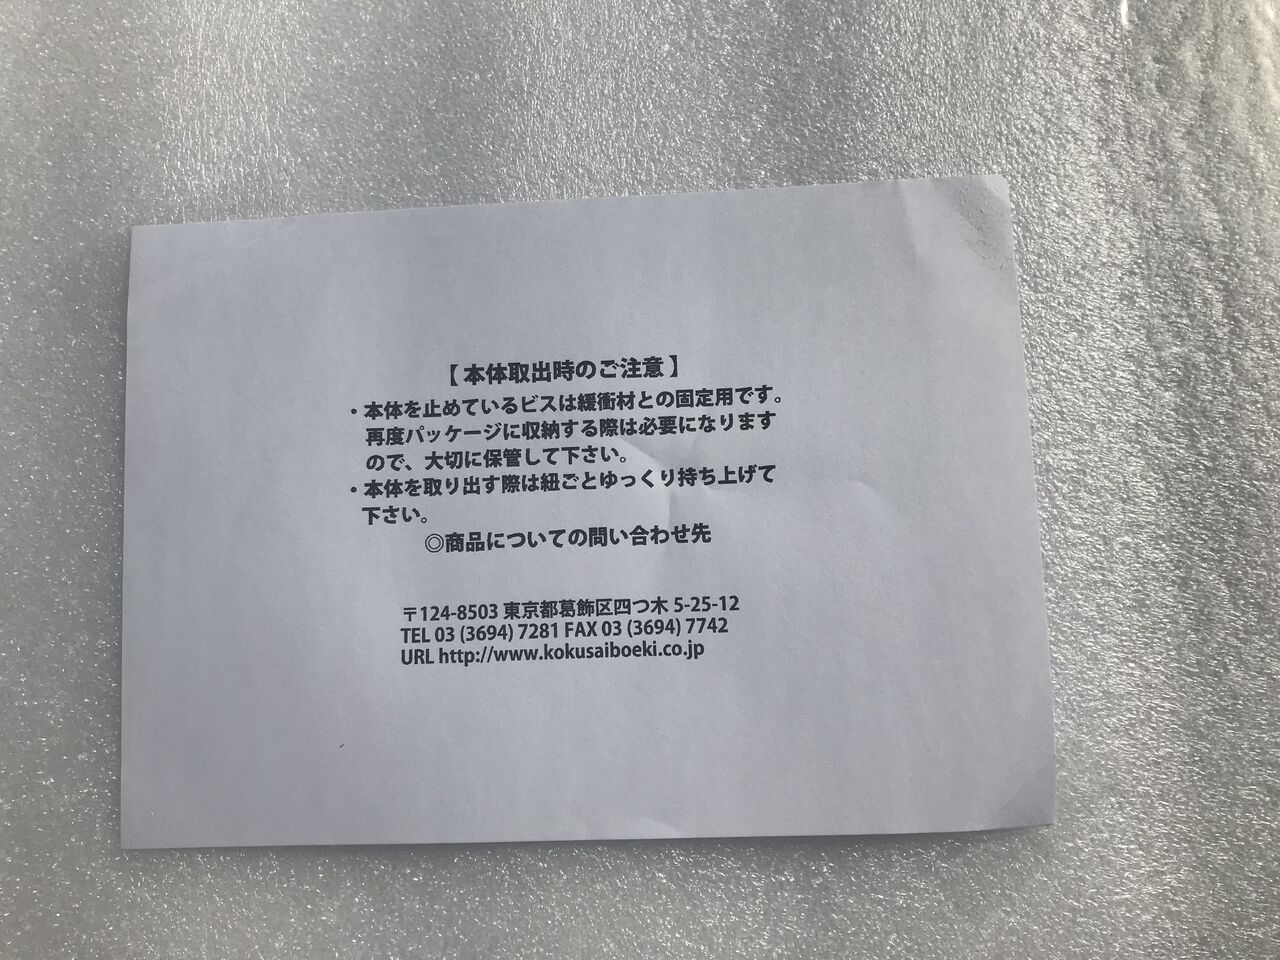 【本体取出時のご注意】
・本体を止めているビスは緩衝材との固定用です。
再度パッケージに収納する際は必要になります
ので、大切に保管して下さい。
・本体を取り出す際は紐ごとゆっくり持ち上げて
下さい。
◎商品についての問い合わせ先
〒124-8503 東京都葛飾区四つ木 5-25-12
TEL 03 (3694) 7281 FAX 03 (3694) 7742
URL http://www.kokusaiboeki.co.jp